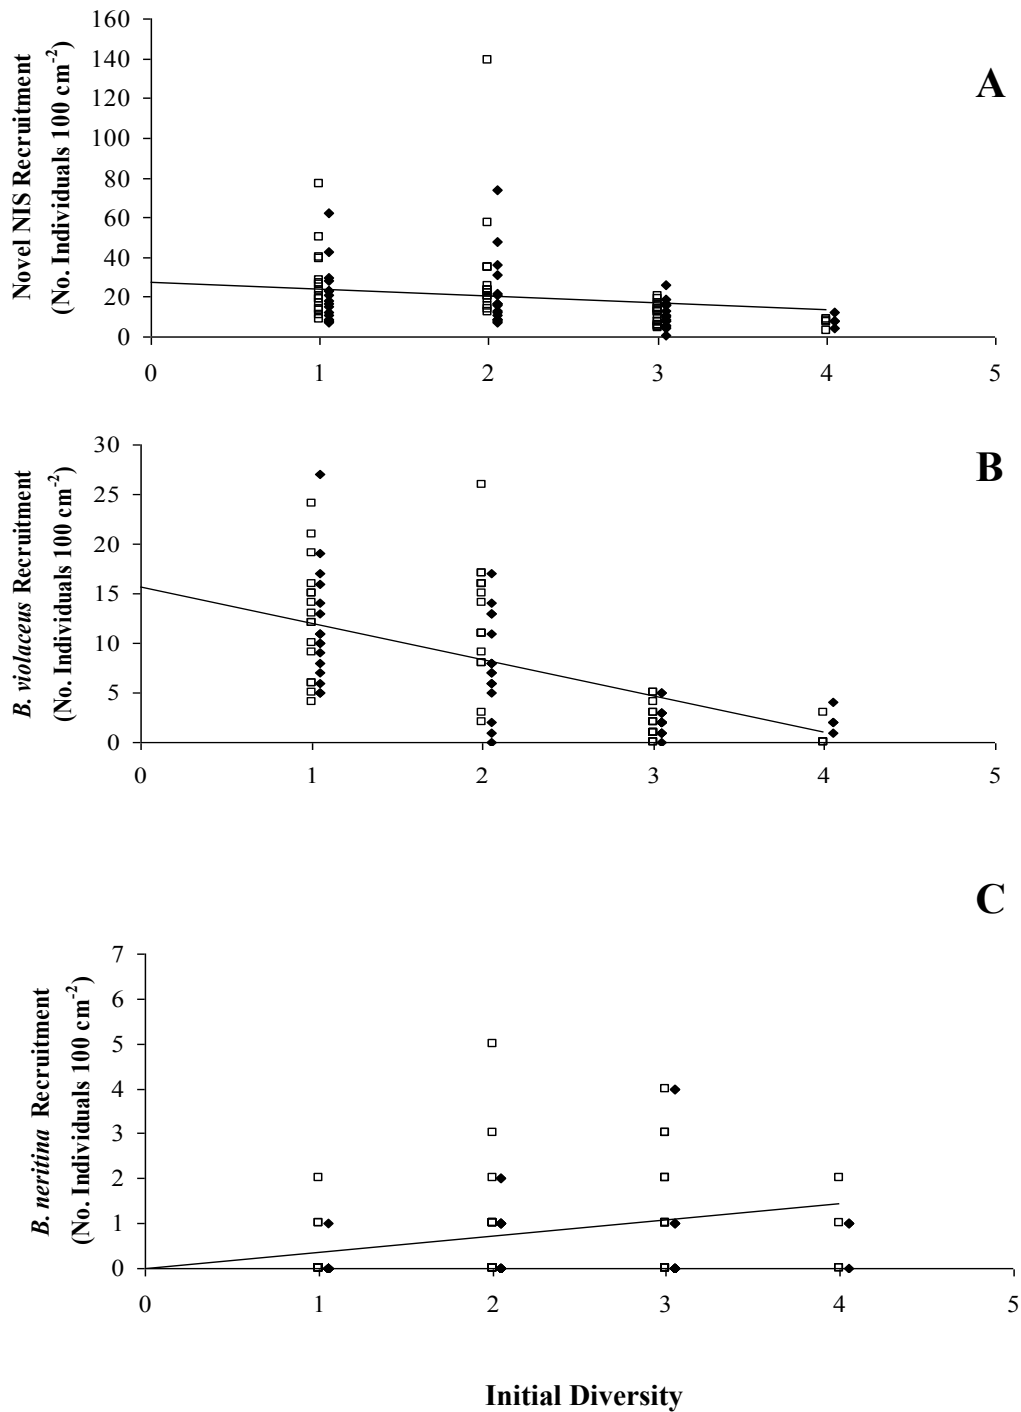 A
Novel NIS Recruitment
(No. Individuals 100 cm-2)
160
140
120
100
80
60
40
20
0
0 1 2 3 4 5
B
B. violaceus Recruitment
(No. Individuals 100 cm-2)
30
25
20
15
10
5
0
0 1 2 3 4 5
C
B. neritina Recruitment
(No. Individuals 100 cm-2)
7
6
5
4
3
2
1
0
0 1 2 3 4 5
Initial Diversity